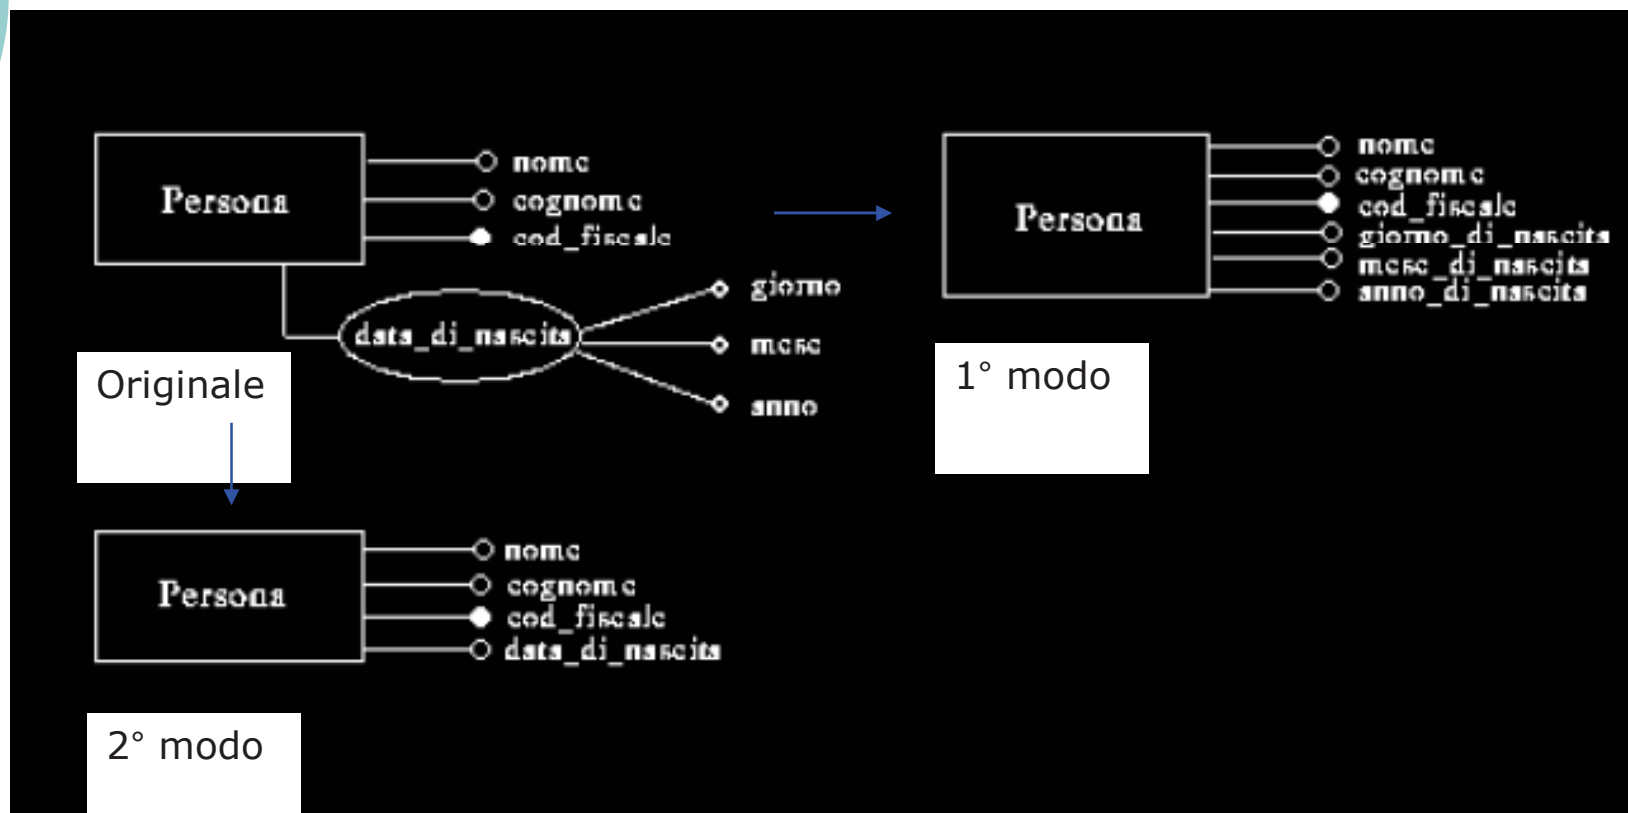 Persona
nome
cognome
cod_fiscale
data_di_nascita
giorno
mese
anno
Originale
Persona
nome
cognome
cod_fiscale
giorno_di_nascita
mese_di_nascita
anno_di_nascita
1° modo
Persona
nome
cognome
cod_fiscale
data_di_nascita
2° modo